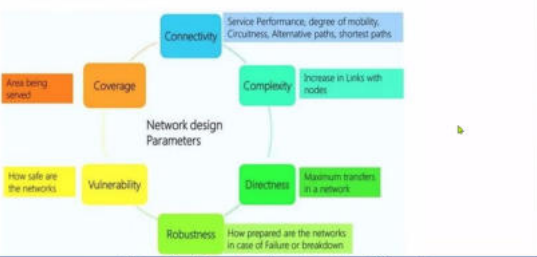 Service Performance, degree of mobility,
Circuitness, Alternative paths, shortest paths
Connectivity
Increase in Links with
nodes
Complexity
Area being
served
Coverage
Network design
Parameters
How safe are
the networks
Vulnerability
Directness
Maximum transfers
in a network
Robustness
How prepared are the networks
in case of Failure or breakdown